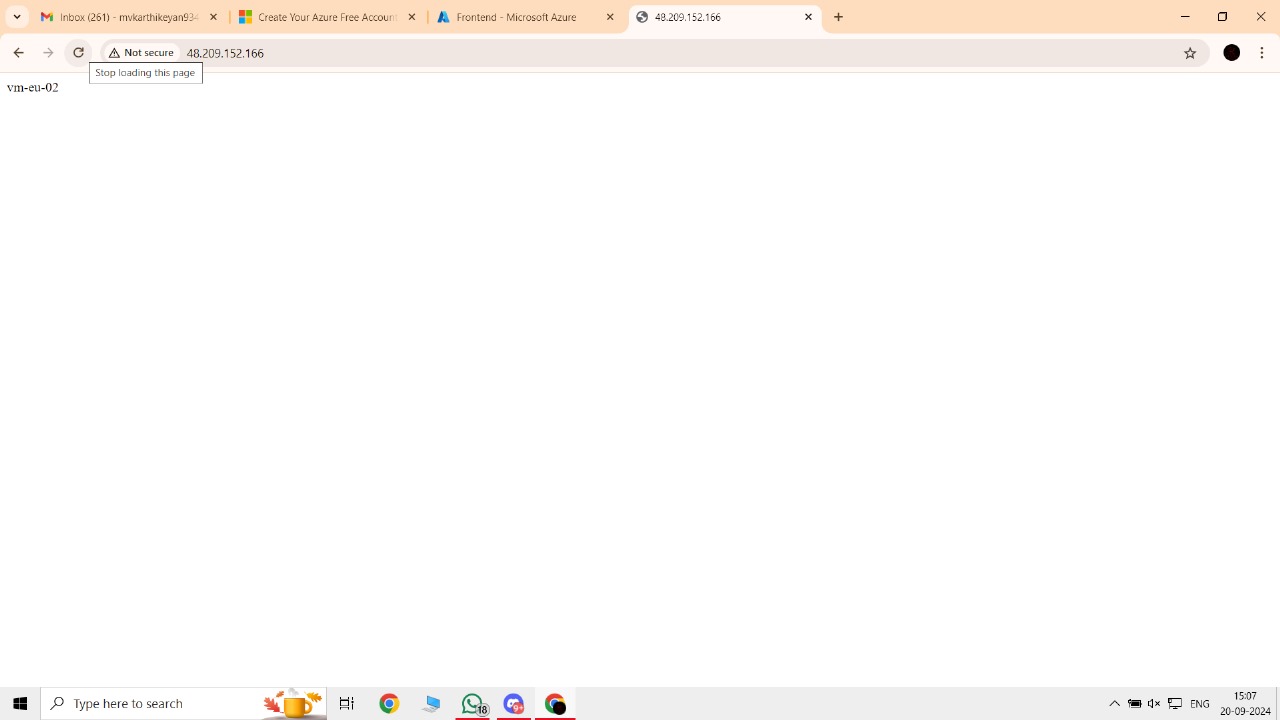 Inbox (261) - mvkarthikeyan934
Create Your Azure Free Account
Frontend - Microsoft Azure
48.209.152.166
Not secure
48.209.152.166
Stop loading this page
vm-eu-02
Type here to search
18
9+
ENG
15:07
20-09-2024